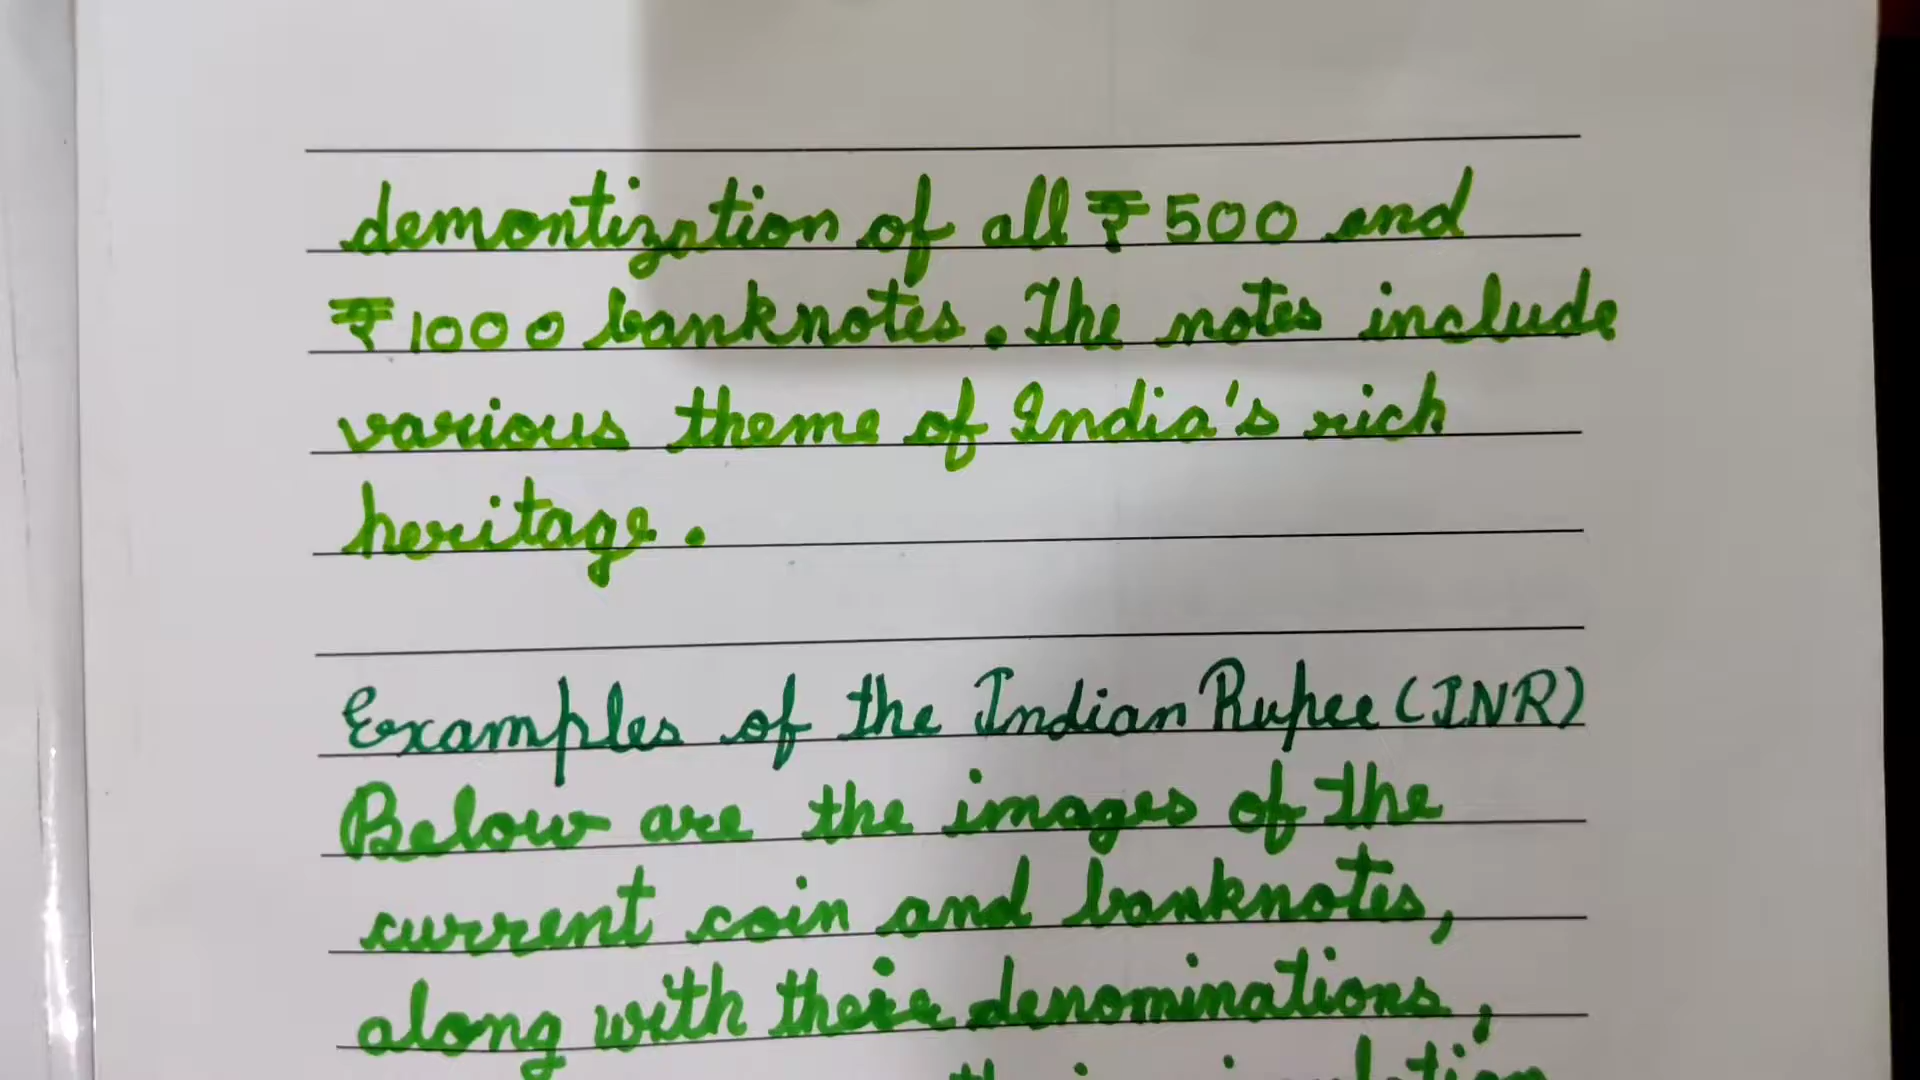 demontization of all ₹500 and
₹1000 banknotes. The notes include
various theme of India's rich
heritage.
Examples of the Indian Rupee (INR)
Below are the images of the
current coin and banknotes,
along with their denominations,